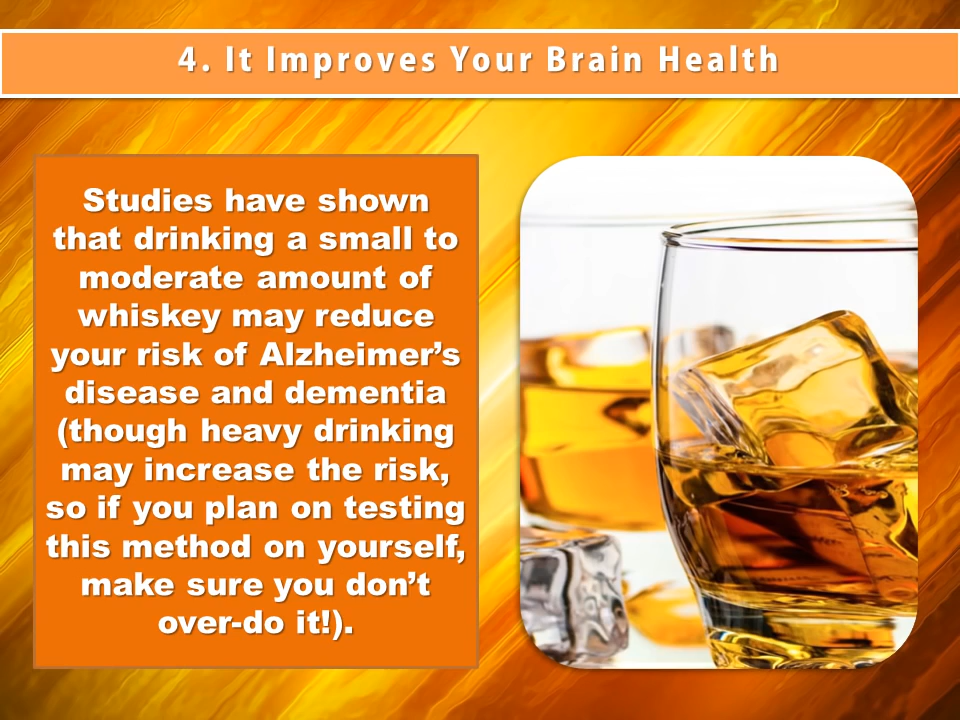 4. It Improves Your Brain Health
Studies have shown
that drinking a small to
moderate amount of
whiskey may reduce
your risk of Alzheimer’s
disease and dementia
(though heavy drinking
may increase the risk,
so if you plan on testing
this method on yourself,
make sure you don’t
over-do it!).